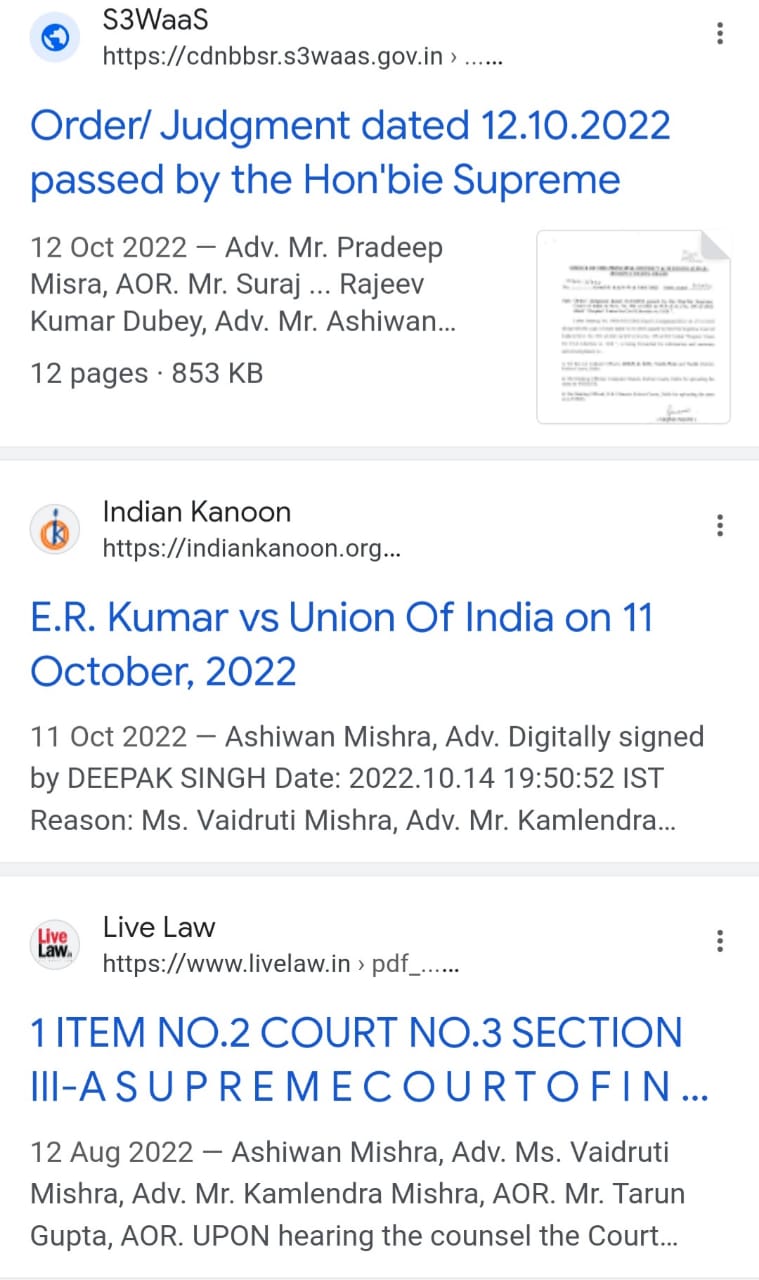 S3WaaS
https://cdnbbsr.s3waas.gov.in › ......
Order/ Judgment dated 12.10.2022
passed by the Hon'bie Supreme
12 Oct 2022 — Adv. Mr. Pradeep
Misra, AOR. Mr. Suraj ... Rajeev
Kumar Dubey, Adv. Mr. Ashiwan...
12 pages · 853 KB
Indian Kanoon
https://indiankanoon.org...
E.R. Kumar vs Union Of India on 11
October, 2022
11 Oct 2022 — Ashiwan Mishra, Adv. Digitally signed
by DEEPAK SINGH Date: 2022.10.14 19:50:52 IST
Reason: Ms. Vaidruti Mishra, Adv. Mr. Kamlendra...
Live
Law
Live Law
https://www.livelaw.in › pdf_......
1 ITEM NO.2 COURT NO.3 SECTION
III-A S U P R E M E C O U R T O F I N ...
12 Aug 2022 — Ashiwan Mishra, Adv. Ms. Vaidruti
Mishra, Adv. Mr. Kamlendra Mishra, AOR. Mr. Tarun
Gupta, AOR. UPON hearing the counsel the Court...